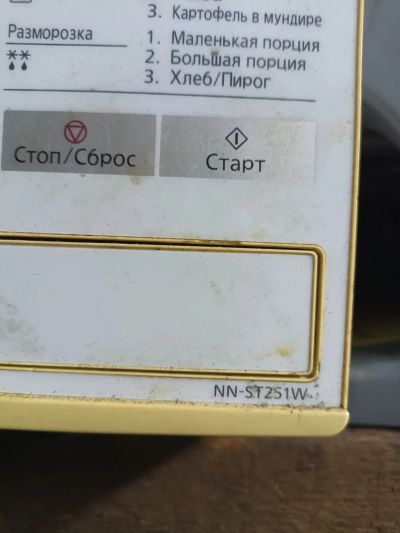 3. Картофель в мундире
Разморозка
1. Маленькая порция
2. Большая порция
3. Хлеб/Пирог
Стоп/Сброс
Старт
NN-ST251W